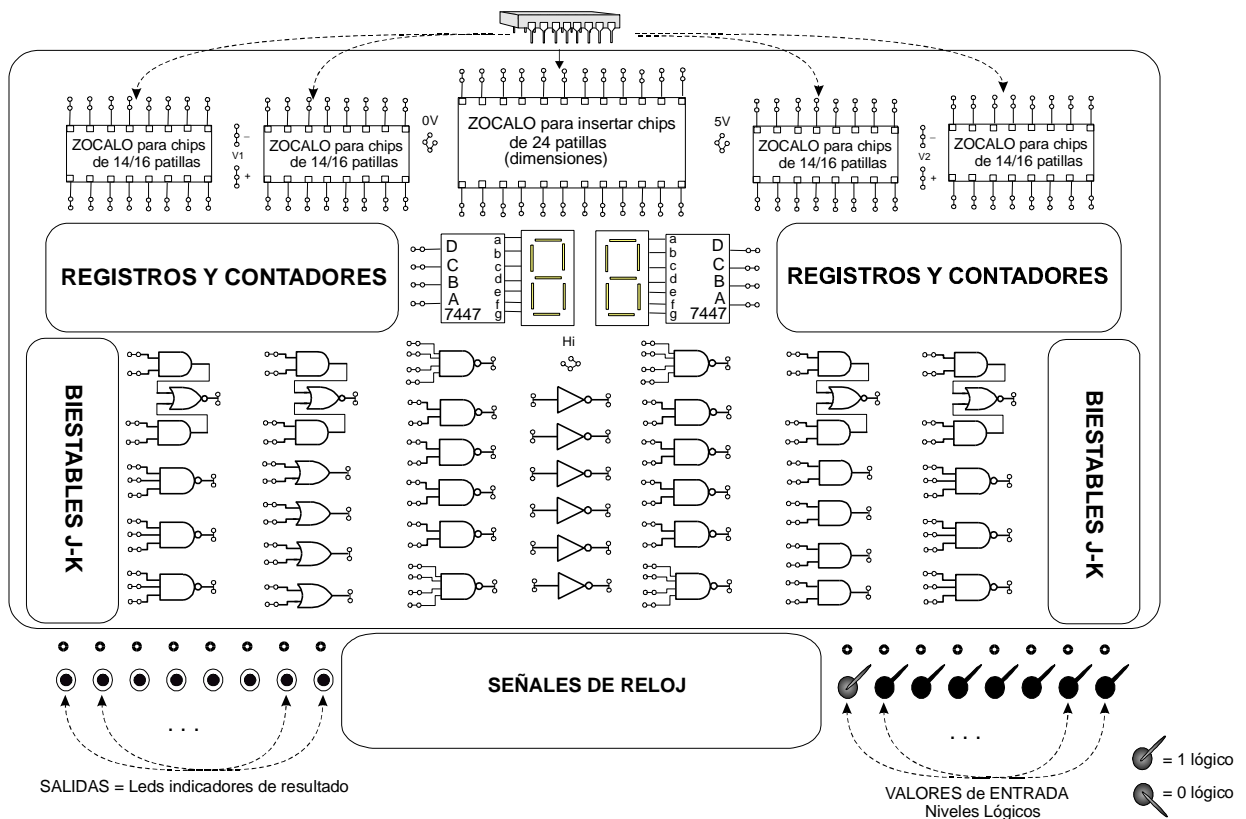 ZOCALO para chips
de 14/16 patillas
–
V1
+
ZOCALO para chips
de 14/16 patillas
0V
ZOCALO para insertar chips
de 24 patillas
(dimensiones)
5V
ZOCALO para chips
de 14/16 patillas
–
V2
+
ZOCALO para chips
de 14/16 patillas
REGISTROS Y CONTADORES
D
C
B
A
7447
a
b
c
d
e
f
g
a
b
c
d
e
f
g
D
C
B
A
7447
REGISTROS Y CONTADORES
Hi
BIESTABLES J-K
BIESTABLES J-K
SEÑALES DE RELOJ
. . .
SALIDAS = Leds indicadores de resultado
. . .
VALORES de ENTRADA
Niveles Lógicos
= 1 lógico
= 0 lógico